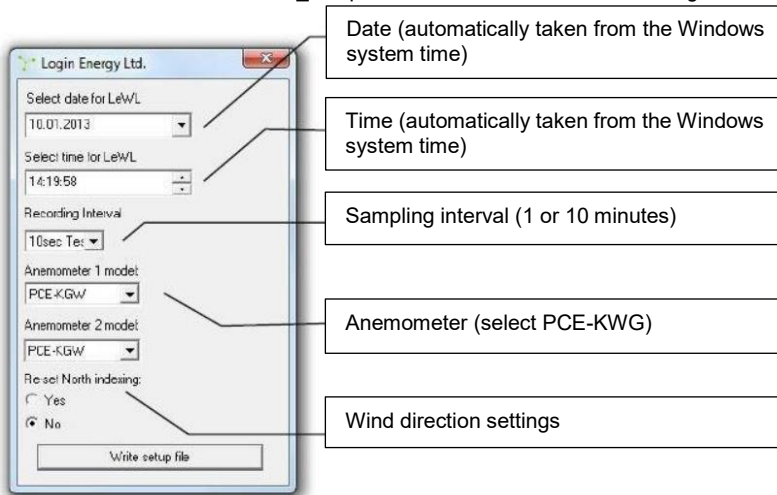 Login Energy Ltd.
Select date for LeWL
10.01.2013
Select time for LeWL
14:19:58
Recording Interval
10sec Tes
Anemometer 1 model:
PCE-KGW
Anemometer 2 model:
PCE-KGW
Re-set North indexing:
Yes
No
Write setup file
Date (automatically taken from the Windows
system time)
Time (automatically taken from the Windows
system time)
Sampling interval (1 or 10 minutes)
Anemometer (select PCE-KWG)
Wind direction settings